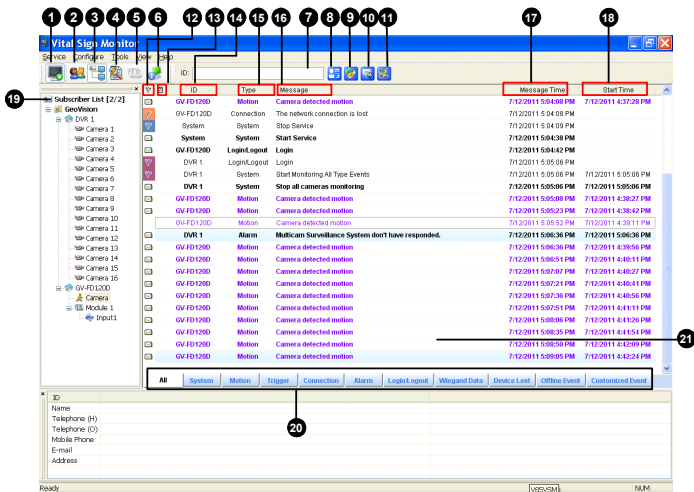 1 2 3 4 5 6 12 13 14 15 16 7 8 9 10 11 17 18
Vital Sign Monitor
Service Configure Tools View Help
ID:
ID Type Message Message Time Start Time
19
Subscriber List [2/2]
GeoVision
DVR 1
Camera 1
Camera 2
Camera 3
Camera 4
Camera 5
Camera 6
Camera 7
Camera 8
Camera 9
Camera 10
Camera 11
Camera 12
Camera 13
Camera 14
Camera 15
Camera 16
GV-FD120D
Camera
Module 1
Input1
GV-FD120D Motion Camera detected motion 7/12/2011 5:04:08 PM 7/12/2011 4:37:28 PM
GV-FD120D Connection The network connection is lost 7/12/2011 5:04:08 PM
System System Stop Service 7/12/2011 5:04:09 PM
System System Start Service 7/12/2011 5:04:38 PM
GV-FD120D Login/Logout Login 7/12/2011 5:04:42 PM
DVR 1 Login/Logout Login 7/12/2011 5:05:06 PM
DVR 1 System Start Monitoring All Type Events 7/12/2011 5:05:06 PM 7/12/2011 5:05:06 PM
DVR 1 System Stop all cameras monitoring 7/12/2011 5:05:06 PM 7/12/2011 5:05:06 PM
GV-FD120D Motion Camera detected motion 7/12/2011 5:05:08 PM 7/12/2011 4:38:27 PM
GV-FD120D Motion Camera detected motion 7/12/2011 5:05:23 PM 7/12/2011 4:38:42 PM
GV-FD120D Motion Camera detected motion 7/12/2011 5:05:52 PM 7/12/2011 4:39:11 PM
DVR 1 Alarm Multicam Surveillance System don't have responded. 7/12/2011 5:06:36 PM 7/12/2011 5:06:36 PM
GV-FD120D Motion Camera detected motion 7/12/2011 5:06:36 PM 7/12/2011 4:39:56 PM
GV-FD120D Motion Camera detected motion 7/12/2011 5:06:51 PM 7/12/2011 4:40:11 PM
GV-FD120D Motion Camera detected motion 7/12/2011 5:07:07 PM 7/12/2011 4:40:27 PM
GV-FD120D Motion Camera detected motion 7/12/2011 5:07:21 PM 7/12/2011 4:40:41 PM
GV-FD120D Motion Camera detected motion 7/12/2011 5:07:36 PM 7/12/2011 4:40:56 PM
GV-FD120D Motion Camera detected motion 7/12/2011 5:07:51 PM 7/12/2011 4:41:11 PM
GV-FD120D Motion Camera detected motion 7/12/2011 5:08:06 PM 7/12/2011 4:41:26 PM
GV-FD120D Motion Camera detected motion 7/12/2011 5:08:35 PM 7/12/2011 4:41:54 PM
GV-FD120D Motion Camera detected motion 7/12/2011 5:08:50 PM 7/12/2011 4:42:09 PM
GV-FD120D Motion Camera detected motion 7/12/2011 5:09:05 PM 7/12/2011 4:42:24 PM
21
All System Motion Trigger Connection Alarm Login/Logout Wiegand Data Device Lost Offline Event Customized Event
20
ID
Name
Telephone (H)
Telephone (O)
Mobile Phone
E-mail
Address
Ready NUM